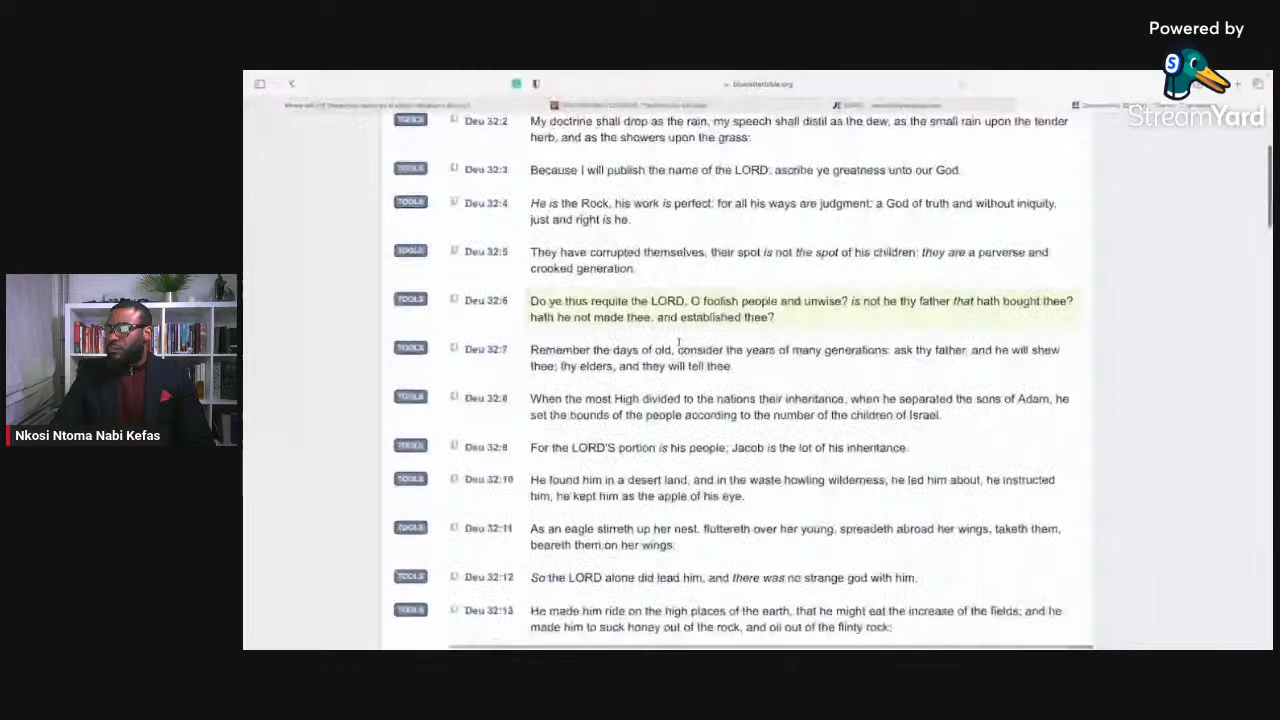 Powered by
StreamYard
blueletterbible.org
TOOLS Deu 32:2 My doctrine shall drop as the rain, my speech shall distil as the dew, as the small rain upon the tender
herb, and as the showers upon the grass:
TOOLS Deu 32:3 Because I will publish the name of the LORD: ascribe ye greatness unto our God.
TOOLS Deu 32:4 He is the Rock, his work is perfect: for all his ways are judgment: a God of truth and without iniquity,
just and right is he.
TOOLS Deu 32:5 They have corrupted themselves, their spot is not the spot of his children: they are a perverse and
crooked generation.
TOOLS Deu 32:6 Do ye thus requite the LORD, O foolish people and unwise? is not he thy father that hath bought thee?
hath he not made thee, and established thee?
TOOLS Deu 32:7 Remember the days of old, consider the years of many generations: ask thy father, and he will shew
thee; thy elders, and they will tell thee.
TOOLS Deu 32:8 When the most High divided to the nations their inheritance, when he separated the sons of Adam, he
set the bounds of the people according to the number of the children of Israel.
TOOLS Deu 32:9 For the LORD'S portion is his people; Jacob is the lot of his inheritance.
TOOLS Deu 32:10 He found him in a desert land, and in the waste howling wilderness; he led him about, he instructed
him, he kept him as the apple of his eye.
TOOLS Deu 32:11 As an eagle stirreth up her nest, fluttereth over her young, spreadeth abroad her wings, taketh them,
beareth them on her wings:
TOOLS Deu 32:12 So the LORD alone did lead him, and there was no strange god with him.
TOOLS Deu 32:13 He made him ride on the high places of the earth, that he might eat the increase of the fields; and he
made him to suck honey out of the rock, and oil out of the flinty rock;
Nkosi Ntoma Nabi Kefas